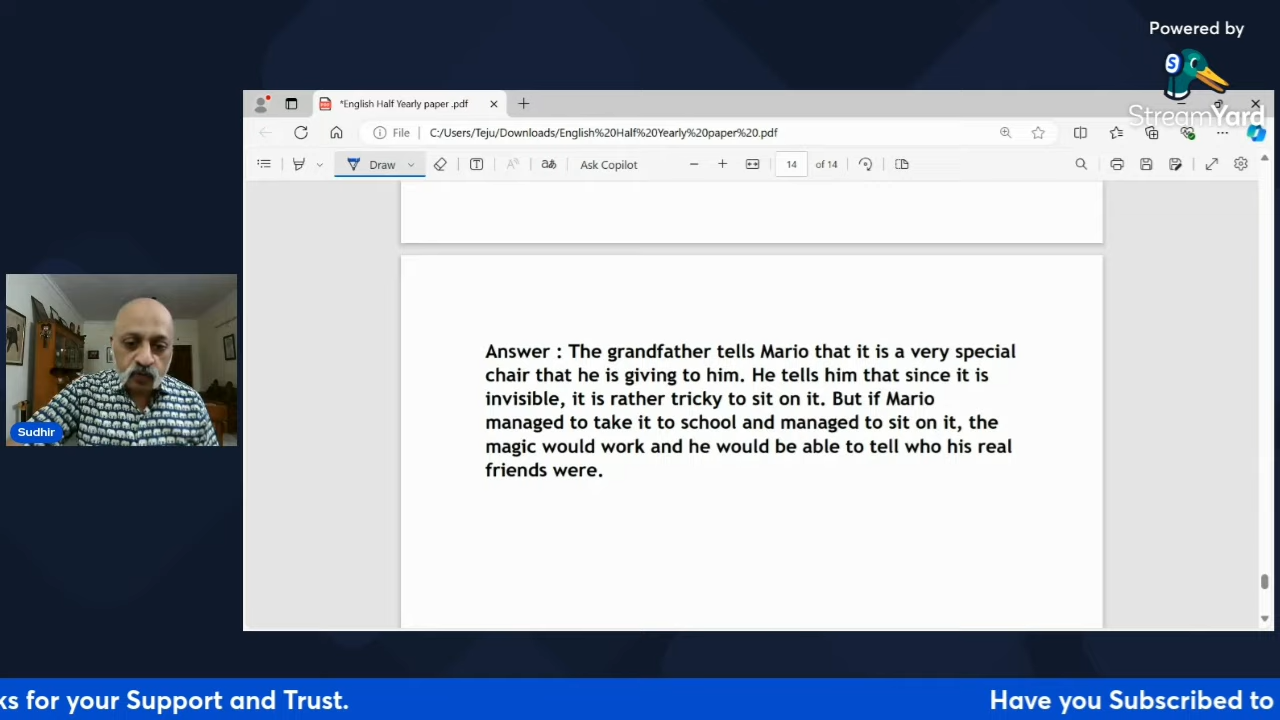 Powered by
StreamYard
*English Half Yearly paper .pdf
File
C:/Users/Teju/Downloads/English%20Half%20Yearly%20paper%20.pdf
Draw
Ask Copilot
14
of 14
Answer : The grandfather tells Mario that it is a very special
chair that he is giving to him. He tells him that since it is
invisible, it is rather tricky to sit on it. But if Mario
managed to take it to school and managed to sit on it, the
magic would work and he would be able to tell who his real
friends were.
Sudhir
ks for your Support and Trust.
Have you Subscribed to